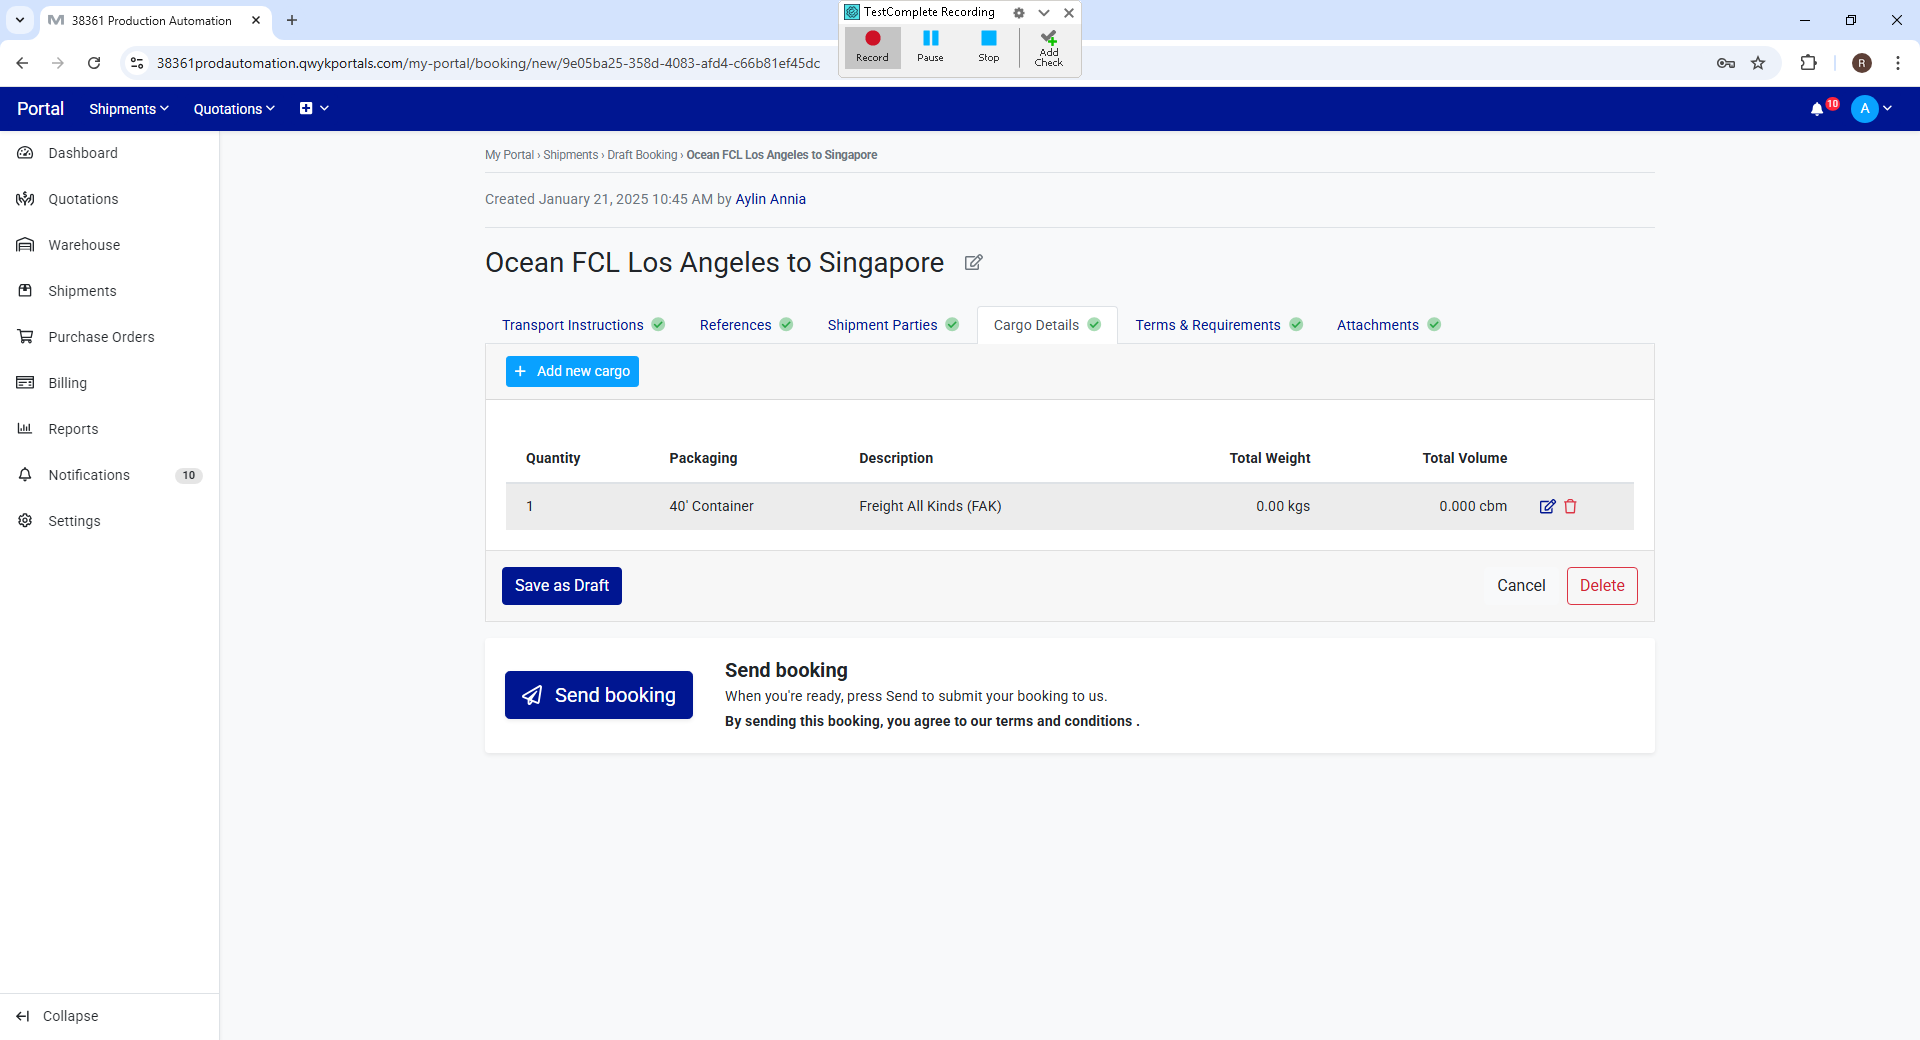 38361 Production Automation
TestComplete Recording
Record
Pause
Stop
Add Check
38361prodautomation.qwykportals.com/my-portal/booking/new/9e05ba25-358d-4083-afd4-c66b81ef45dc
R
Portal
Shipments
Quotations
10
A
Dashboard
Quotations
Warehouse
Shipments
Purchase Orders
Billing
Reports
Notifications 10
Settings
Collapse
My Portal › Shipments › Draft Booking › Ocean FCL Los Angeles to Singapore
Created January 21, 2025 10:45 AM by Aylin Annia
Ocean FCL Los Angeles to Singapore
Transport Instructions References Shipment Parties Cargo Details Terms & Requirements Attachments
+ Add new cargo
Quantity Packaging Description Total Weight Total Volume
1 40' Container Freight All Kinds (FAK) 0.00 kgs 0.000 cbm
Save as Draft Cancel Delete
Send booking
Send booking
When you're ready, press Send to submit your booking to us.
By sending this booking, you agree to our terms and conditions .